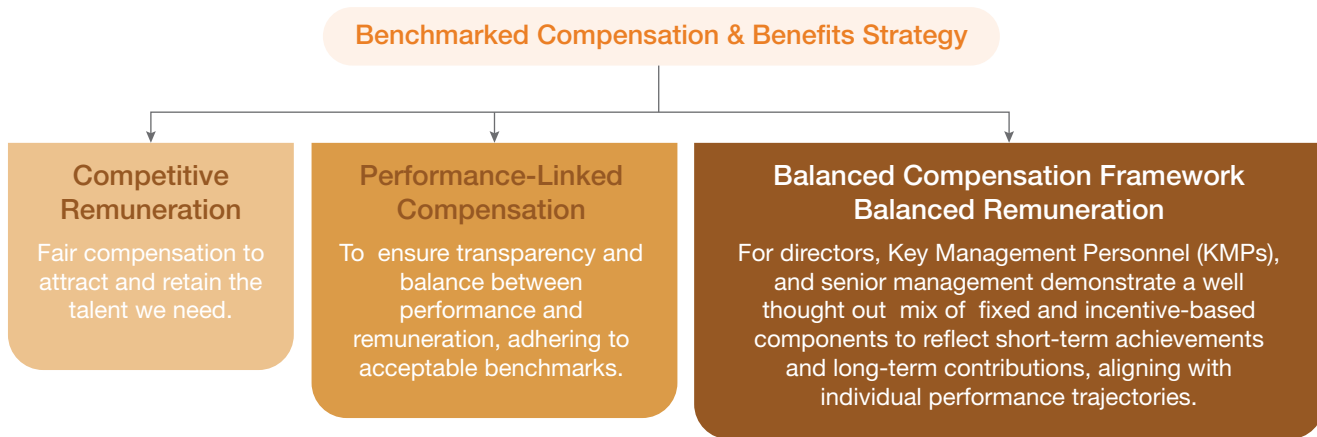 Benchmarked Compensation & Benefits Strategy
Competitive
Remuneration
Fair compensation to
attract and retain the
talent we need.
Performance-Linked
Compensation
To ensure transparency and
balance between
performance and
remuneration, adhering to
acceptable benchmarks.
Balanced Compensation Framework
Balanced Remuneration
For directors, Key Management Personnel (KMPs),
and senior management demonstrate a well
thought out mix of fixed and incentive-based
components to reflect short-term achievements
and long-term contributions, aligning with
individual performance trajectories.